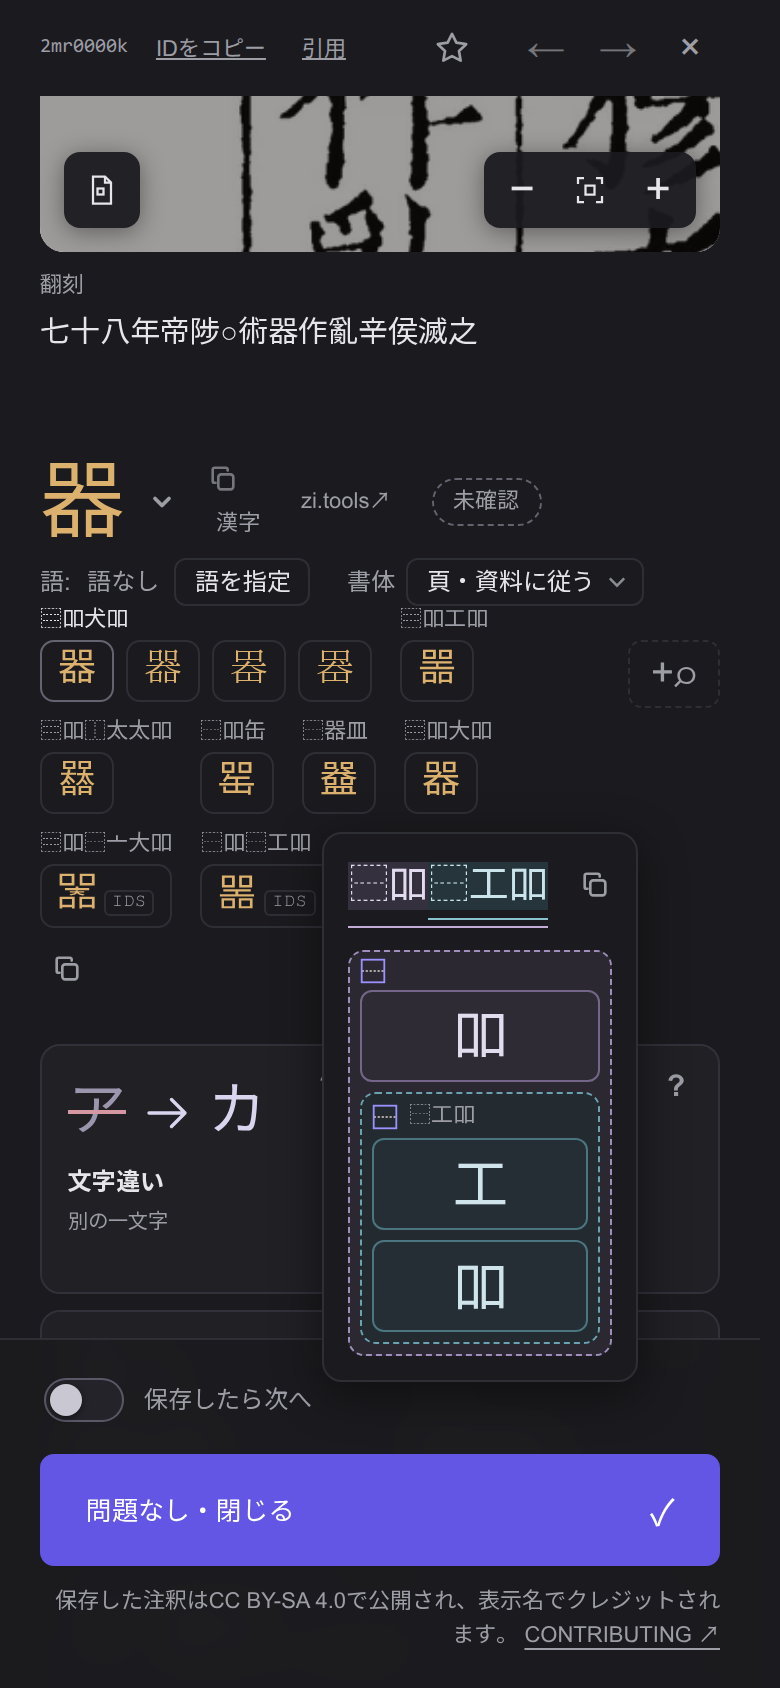 2mr0000k IDをコピー 引用
翻刻
七十八年帝陟○術器作亂辛侯滅之
器 漢字 zi.tools↗ 未確認
語: 語なし 語を指定 書体 頁・資料に従う
⿳吅犬吅 ⿳吅工吅
器 器 㗊 㗊 噐
⿳吅⿰太太吅 ⿱吅缶 ⿱器皿 ⿳吅大吅
器
⿳吅⿱亠大吅 ⿱吅⿱工吅
IDS 噐 IDS
⿱吅⿱工吅
⿱
吅
⿱ ⿱工吅
工
吅
ア → カ ?
文字違い
別の一文字
保存したら次へ
問題なし・閉じる ✓
保存した注釈はCC BY-SA 4.0で公開され、表示名でクレジットされ
ます。 CONTRIBUTING ↗